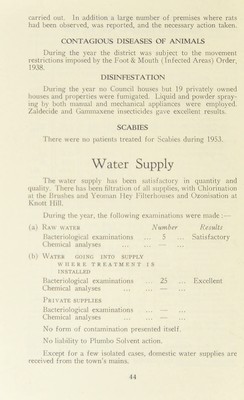 carried out. In addition a large number of premises where rats
had been observed, was reported, and the necessary action taken.
CONTAGIOUS DISEASES OF ANIMALS
During the year the district was subject to the movement
restrictions imposed by the Foot & Mouth (Infected Areas) Order,
1938.
DISINFESTATION
During the year no Council houses but 19 privately owned
houses and properties were fumigated. Liquid and powder spray-
ing by both manual and mechanical appliances were employed.
Zaldecide and Gammaxene insecticides gave excellent results.
SCABIES
There were no patients treated for Scabies during 1953.
Water Supply
The water supply has been satisfactory in quantity and
quality. There has been filtration of all supplies, with Chlorination
at the Brushes and Yeoman Hey Filterhouses and Ozonisation at
Knott Hill.
During the year, the following examinations were made :—
(a) RAW WATER Number Results
Bacteriological examinations ... 5 ... Satisfactory
Chemical analyses ... ... — ...
(b) WATER GOING INTO SUPPLY
WHERE TREATMENT IS
INSTALLED
Bacteriological examinations ... 25 ... Excellent
Chemical analyses ... ... — ...
PRIVATE SUPPLIES
Bacteriological examinations ... — ...
Chemical analyses ... ... — ...
No form of contamination presented itself.
No liability to Plumbo Solvent action.
Except for a few isolated cases, domestic water supplies are
received from the town's mains.
44